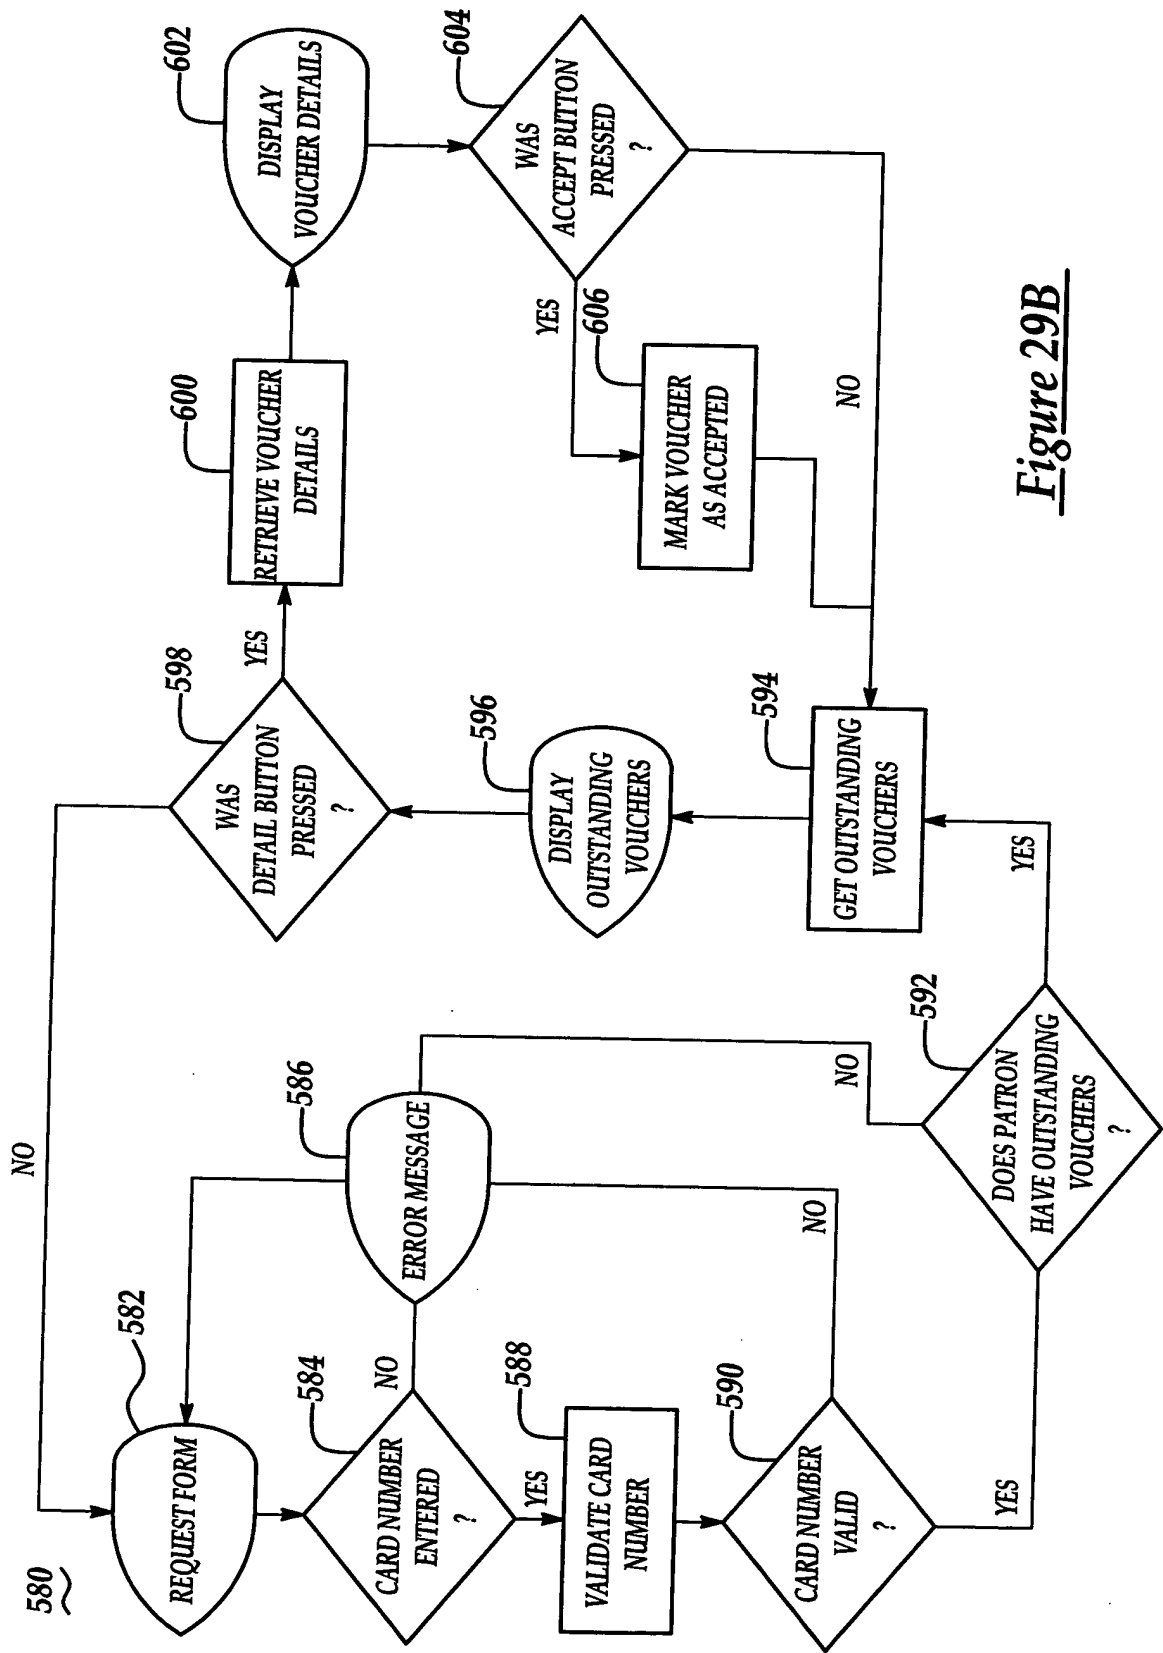 580
582
REQUEST FORM
584
CARD NUMBER
ENTERED
?
NO
YES
586
ERROR MESSAGE
588
VALIDATE CARD
NUMBER
590
CARD NUMBER
VALID
?
NO
YES
592
DOES PATRON
HAVE OUTSTANDING
VOUCHERS
?
NO
YES
594
GET OUTSTANDING
VOUCHERS
596
DISPLAY
OUTSTANDING
VOUCHERS
598
WAS
DETAIL BUTTON
PRESSED
?
NO
YES
600
RETRIEVE VOUCHER
DETAILS
602
DISPLAY
VOUCHER DETAILS
604
WAS
ACCEPT BUTTON
PRESSED
?
YES
NO
606
MARK VOUCHER
AS ACCEPTED
Figure 29B